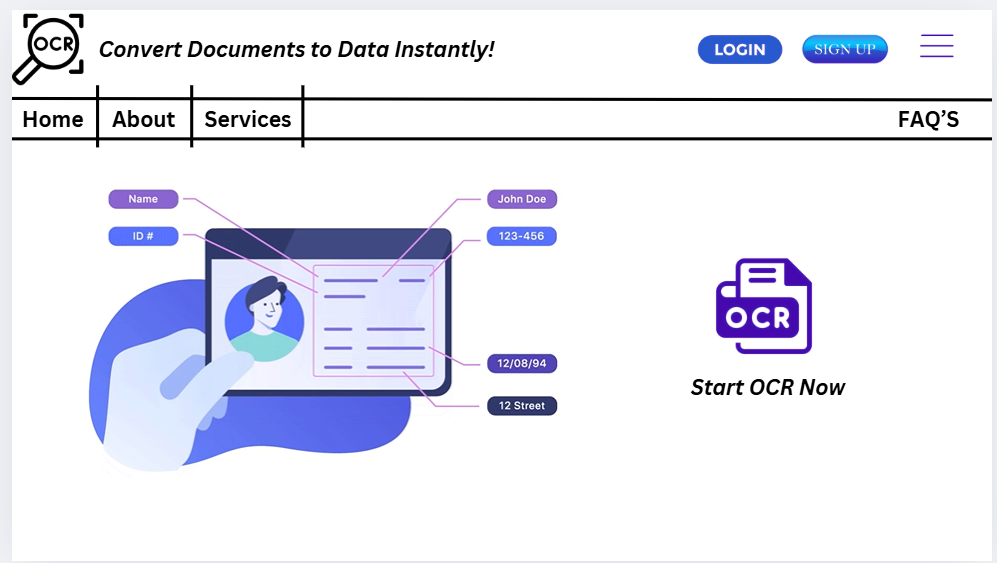 OCR
Convert Documents to Data Instantly!
LOGIN
SIGN UP
Home
About
Services
FAQ’S
Name
John Doe
ID #
123-456
12/08/94
12 Street
OCR
Start OCR Now